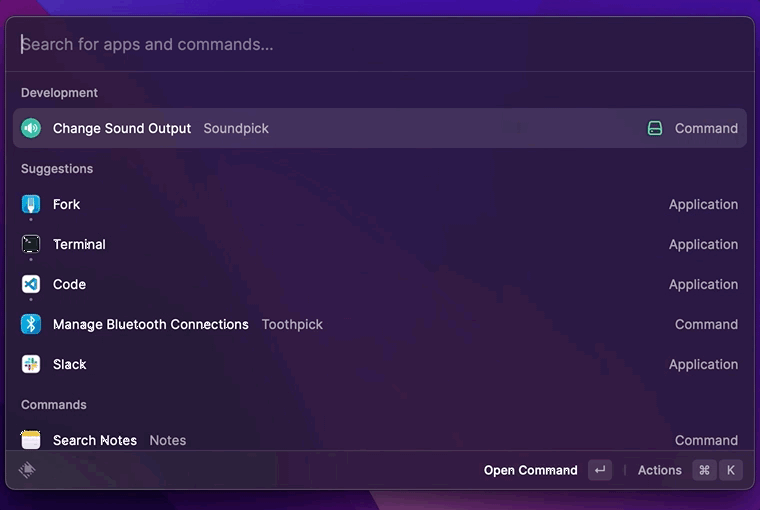 Search for apps and commands...
Development
Change Sound Output Soundpick Command
Suggestions
Fork Application
Terminal Application
Code Application
Manage Bluetooth Connections Toothpick Command
Slack Application
Commands
Search Notes Notes Command
Open Command ↵ Actions ⌘ K